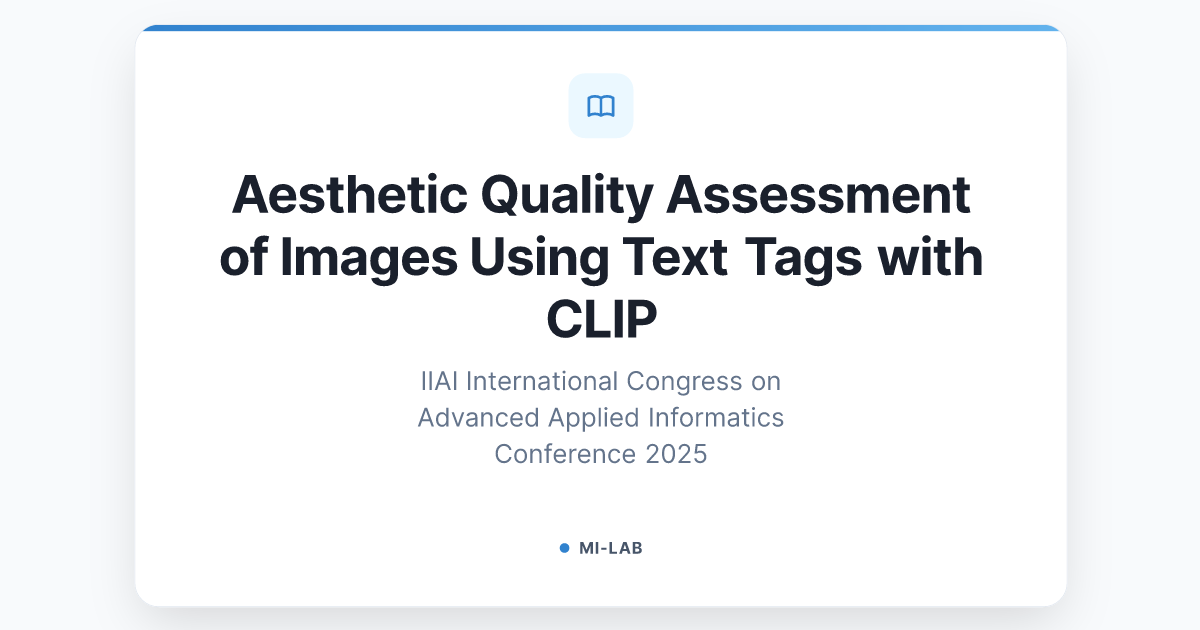 Aesthetic Quality Assessment
of Images Using Text Tags with
CLIP
IIAI International Congress on
Advanced Applied Informatics
Conference 2025
MI-LAB